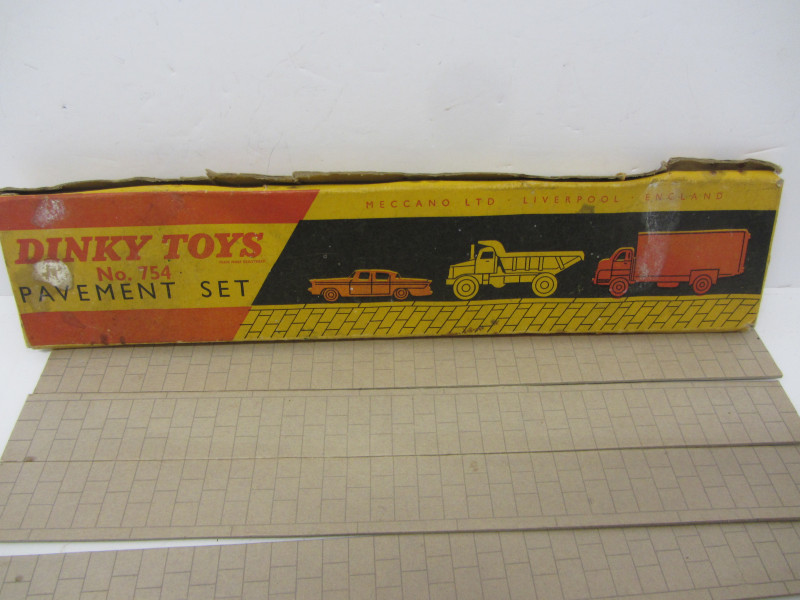 MECCANO LTD · LIVERPOOL · ENGLAND
DINKY TOYS
No. 754
PAVEMENT SET